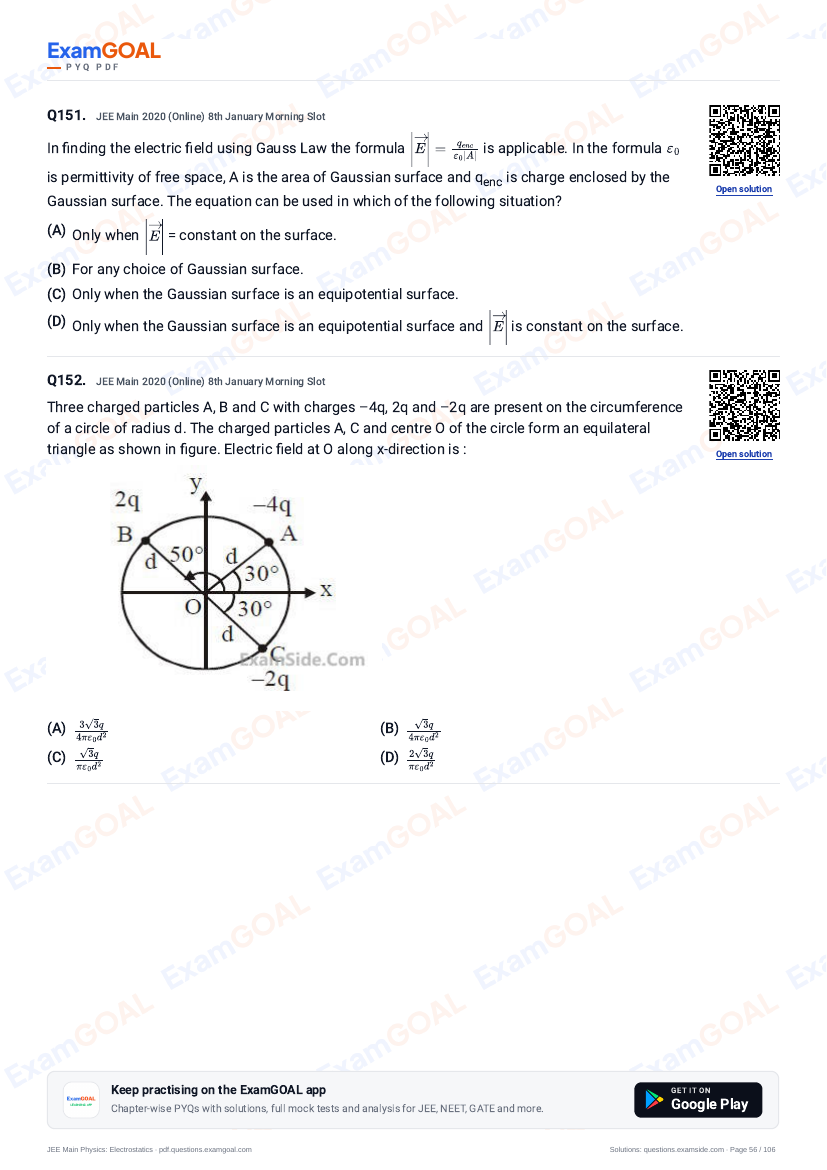 ExamGOAL
PYQ PDF
Q151. JEE Main 2020 (Online) 8th January Morning Slot
In finding the electric field using Gauss Law the formula |E⃗| = q_enc/(ε₀|A|) is applicable. In the formula ε₀
is permittivity of free space, A is the area of Gaussian surface and q_enc is charge enclosed by the
Gaussian surface. The equation can be used in which of the following situation?
Open solution
(A) Only when |E⃗| = constant on the surface.
(B) For any choice of Gaussian surface.
(C) Only when the Gaussian surface is an equipotential surface.
(D) Only when the Gaussian surface is an equipotential surface and |E⃗| is constant on the surface.
Q152. JEE Main 2020 (Online) 8th January Morning Slot
Three charged particles A, B and C with charges −4q, 2q and −2q are present on the circumference
of a circle of radius d. The charged particles A, C and centre O of the circle form an equilateral
triangle as shown in figure. Electric field at O along x-direction is :
Open solution
y
2q
−4q
B
A
d
50°
d
30°
x
O
30°
d
C
ExamSide.Com
−2q
(A) 3√3q/(4πε₀d²)
(B) √3q/(4πε₀d²)
(C) √3q/(πε₀d²)
(D) 2√3q/(πε₀d²)
Keep practising on the ExamGOAL app
Chapter-wise PYQs with solutions, full mock tests and analysis for JEE, NEET, GATE and more.
GET IT ON
Google Play
JEE Main Physics: Electrostatics · pdf.questions.examgoal.com
Solutions: questions.examside.com · Page 56 / 106